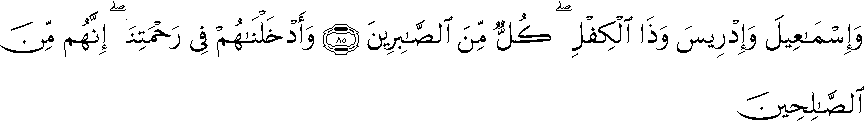 وَإِسْمَـٰعِيلَ وَإِدْرِيسَ وَذَا ٱلْكِفْلِ ۖ كُلٌّ مِّنَ ٱلصَّـٰبِرِينَ ﴿٨٥﴾ وَأَدْخَلْنَـٰهُمْ فِى رَحْمَتِنَا ۖ إِنَّهُم مِّنَ
ٱلصَّـٰلِحِينَ